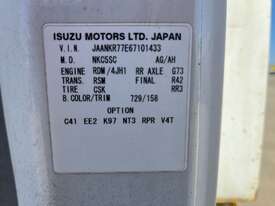 ISUZU MOTORS LTD. JAPAN
V.I.N. JAANKR77E67101433
M.D. NKC5SC AG/AH
ENGINE RDM/4JH1 RR AXLE G73
TRANS. RSM FINAL R42
TIRE CSK RR3
B.COLOR/TRIM 729/158
OPTION
C41 EE2 K97 NT3 RPR V4T